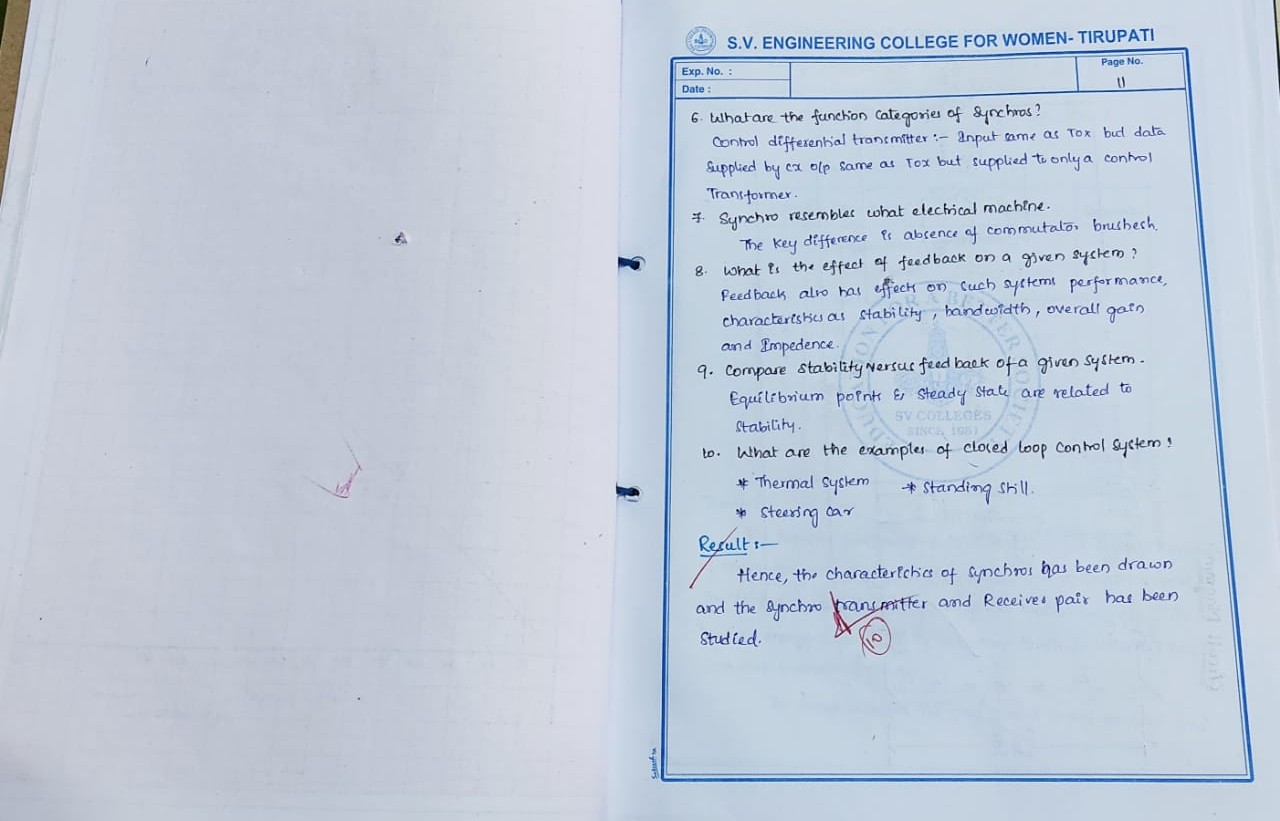 S.V. ENGINEERING COLLEGE FOR WOMEN- TIRUPATI
Exp. No. :
Date :
Page No.
11
6. What are the function categories of Synchros?
Control differential transmitter :- Input same as Tox but data
supplied by cx o/p same as Tox but supplied to only a control
Transformer.
7. Synchro resembles what electrical machine.
The key difference is absence of commutator brushesh.
8. What is the effect of feedback on a given system?
Feedback also has effects on such systems performance,
characteristics as stability, bandwidth, overall gain
and Impedence.
9. Compare stability versus feed back of a given system.
Equilibrium points & steady state are related to
stability.
10. What are the examples of closed loop control system?
* Thermal system * Standing still.
* Steering car
Result :-
Hence, the characteristics of synchros has been drawn
and the synchro transmitter and Receiver pair has been
studied.
10
EDUCATION FOR A BETTER SOCIETY
SV COLLEGES
SINCE 1981